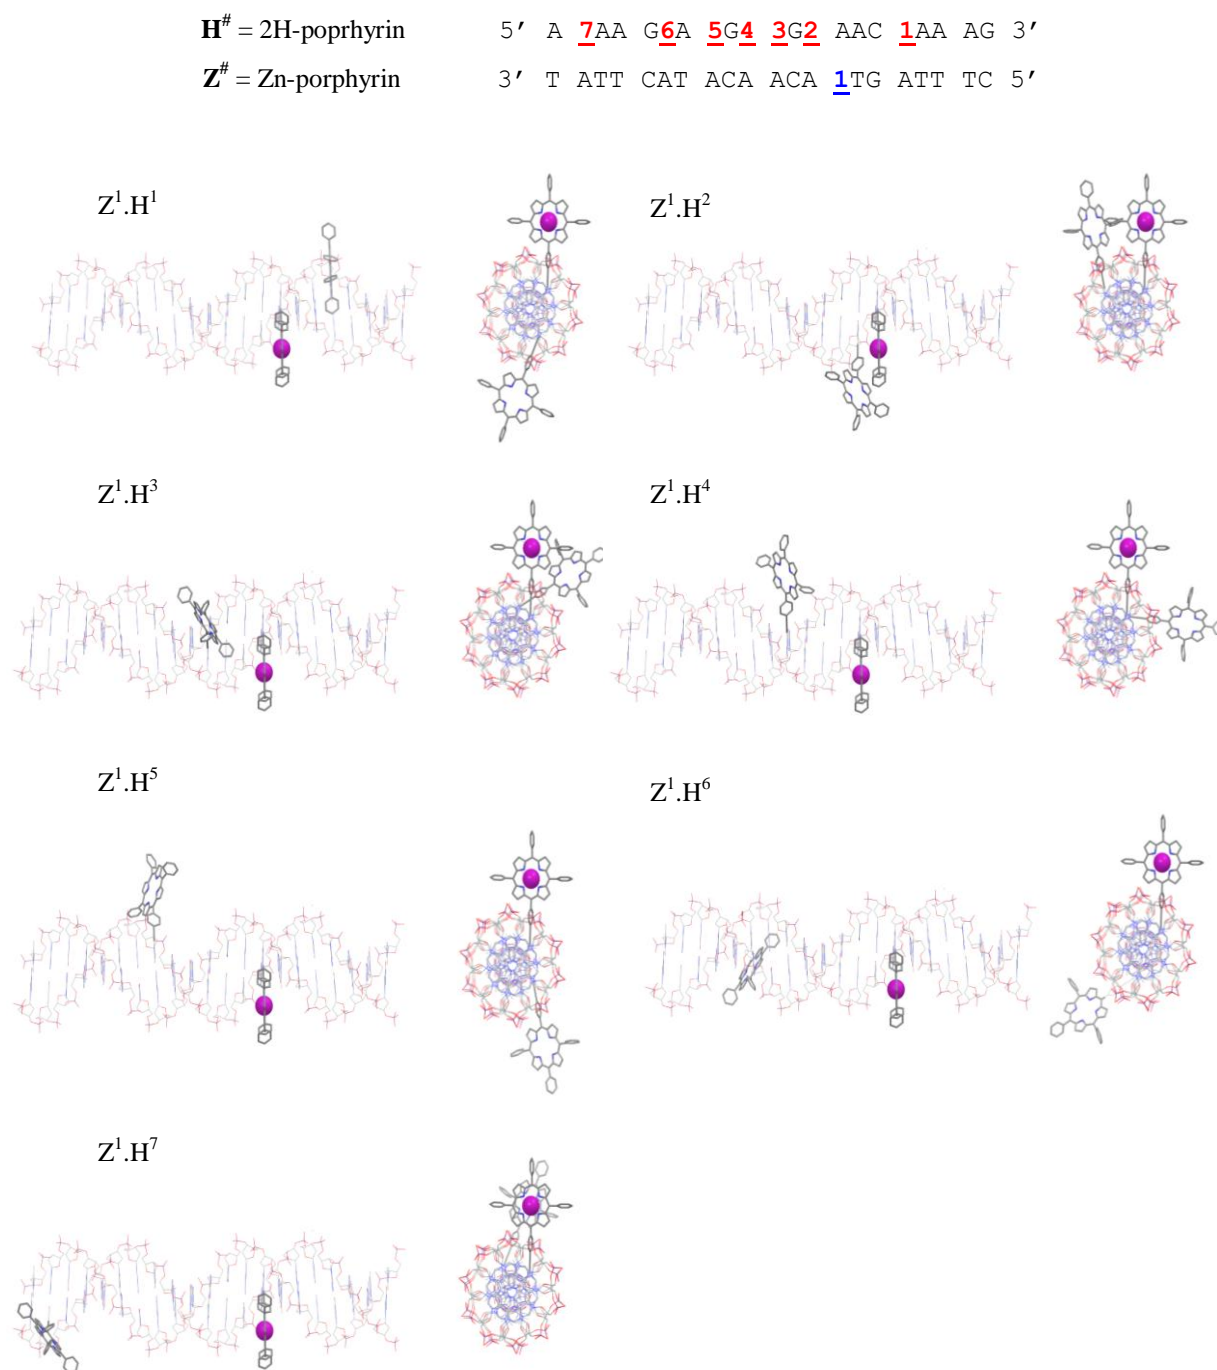 H# = 2H-poprhyrin 5′ A 7AA G6A 5G4 3G2 AAC 1AA AG 3′
Z# = Zn-porphyrin 3′ T ATT CAT ACA ACA 1TG ATT TC 5′
Z1.H1
Z1.H2
Z1.H3
Z1.H4
Z1.H5
Z1.H6
Z1.H7